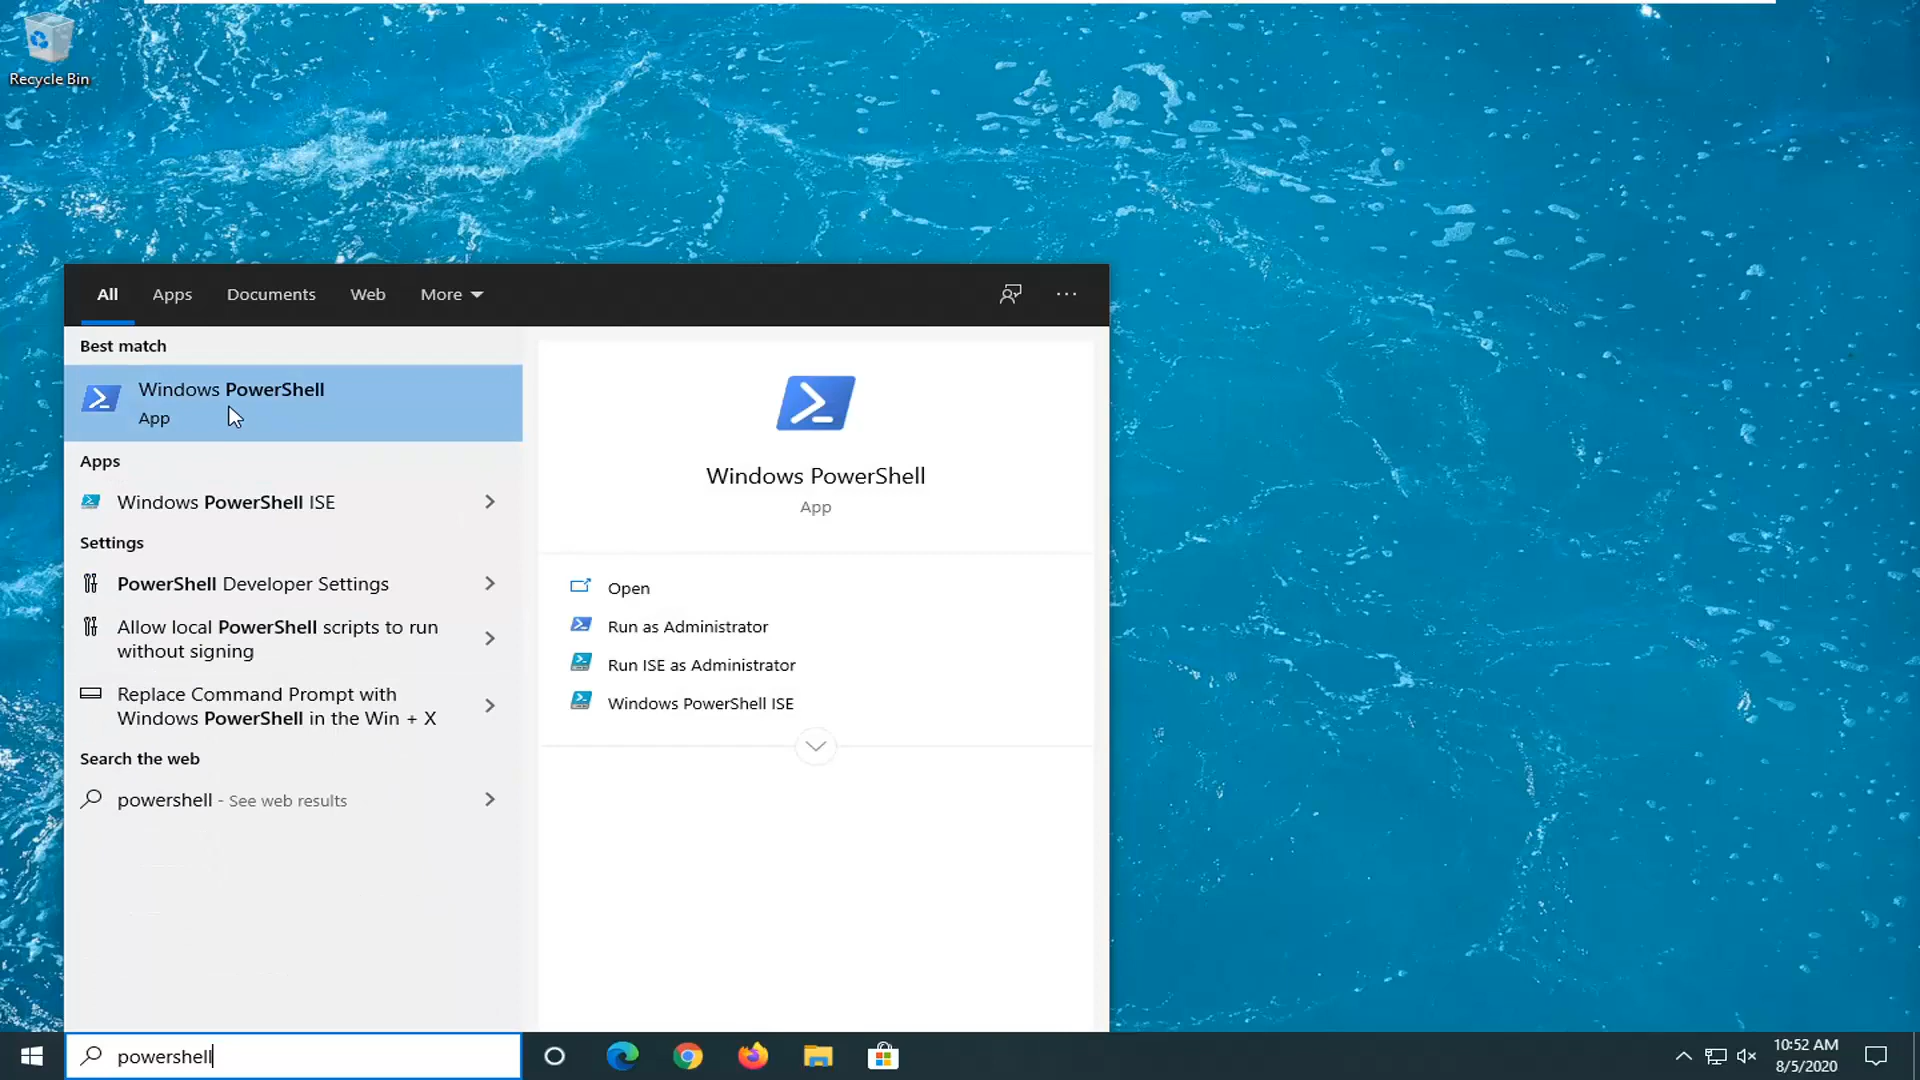 Recycle Bin
All Apps Documents Web More
Best match
Windows PowerShell
App
Apps
Windows PowerShell ISE
Settings
PowerShell Developer Settings
Allow local PowerShell scripts to run
without signing
Replace Command Prompt with
Windows PowerShell in the Win + X
Search the web
powershell - See web results
Windows PowerShell
App
Open
Run as Administrator
Run ISE as Administrator
Windows PowerShell ISE
powershell
10:52 AM
8/5/2020